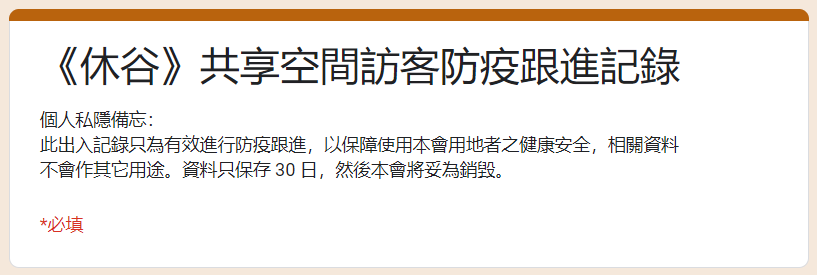 《休谷》共享空間訪客防疫跟進記錄
個人私隱備忘：
此出入記錄只為有效進行防疫跟進，以保障使用本會用地者之健康安全，相關資料
不會作其它用途。資料只保存 30 日，然後本會將妥為銷毀。
*必填